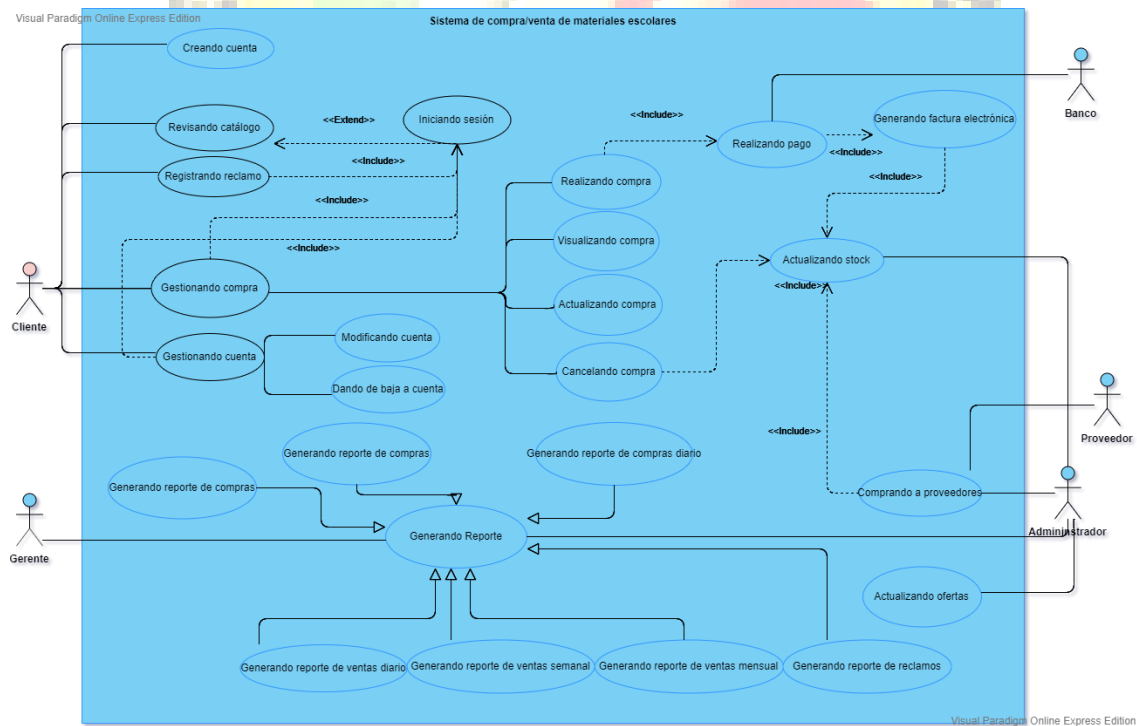 Visual Paradigm Online Express Edition
Sistema de compra/venta de materiales escolares
Creando cuenta
Banco
Revisando catálogo
<<Extend>>
Iniciando sesión
<<Include>>
Realizando pago
<<Include>>
Generando factura electrónica
<<Include>>
Registrando reclamo
<<Include>>
Realizando compra
<<Include>>
<<Include>>
Visualizando compra
Actualizando stock
<<Include>>
Cliente
Gestionando compra
Actualizando compra
Gestionando cuenta
Modificando cuenta
Cancelando compra
Dando de baja a cuenta
Proveedor
<<Include>>
Generando reporte de compras
Generando reporte de compras diario
Generando reporte de compras
Comprando a proveedores
Gerente
Generando Reporte
Admininstrador
Actualizando ofertas
Generando reporte de ventas diario
Generando reporte de ventas semanal
Generando reporte de ventas mensual
Generando reporte de reclamos
Visual Paradigm Online Express Edition